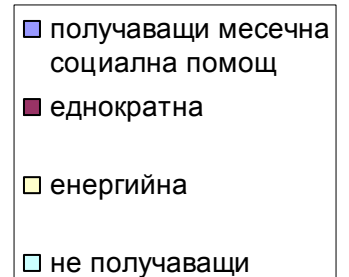 получаващи месечна
социална помощ
еднократна
енергийна
не получаващи